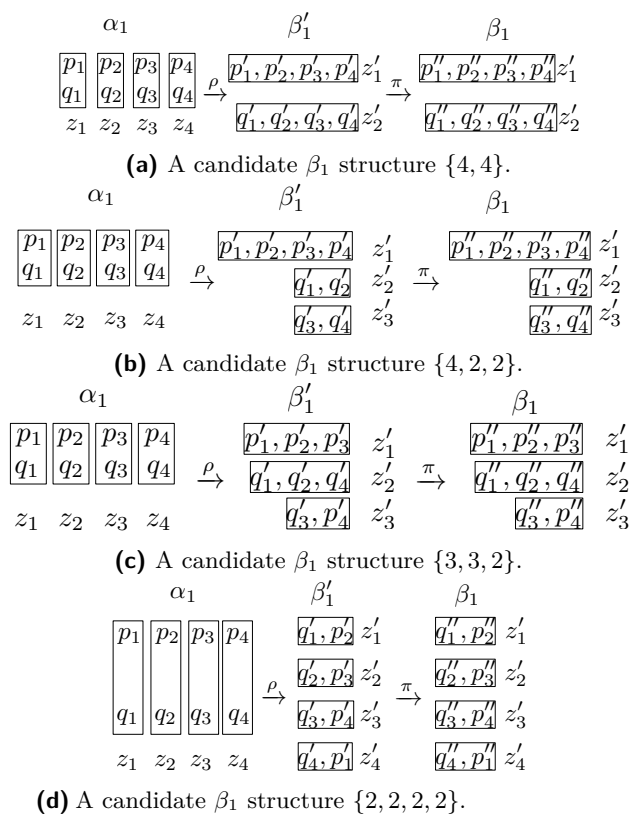 α₁ β′₁ β₁
p₁ p₂ p₃ p₄ ρ p′₁, p′₂, p′₃, p′₄ z′₁ π p″₁, p″₂, p″₃, p″₄ z′₁
q₁ q₂ q₃ q₄ → q′₁, q′₂, q′₃, q′₄ z′₂ → q″₁, q″₂, q″₃, q″₄ z′₂
z₁ z₂ z₃ z₄
(a) A candidate β₁ structure {4, 4}.
α₁ β′₁ β₁
p₁ p₂ p₃ p₄ p′₁, p′₂, p′₃, p′₄ z′₁ p″₁, p″₂, p″₃, p″₄ z′₁
q₁ q₂ q₃ q₄ ρ → q′₁, q′₂ z′₂ π → q″₁, q″₂ z′₂
z₁ z₂ z₃ z₄ q′₃, q′₄ z′₃ q″₃, q″₄ z′₃
(b) A candidate β₁ structure {4, 2, 2}.
α₁ β′₁ β₁
p₁ p₂ p₃ p₄ p′₁, p′₂, p′₃ z′₁ p″₁, p″₂, p″₃ z′₁
q₁ q₂ q₃ q₄ ρ → q′₁, q′₂, q′₄ z′₂ π → q″₁, q″₂, q″₄ z′₂
z₁ z₂ z₃ z₄ q′₃, p′₄ z′₃ q″₃, p″₄ z′₃
(c) A candidate β₁ structure {3, 3, 2}.
α₁ β′₁ β₁
p₁ p₂ p₃ p₄ q′₁, p′₂ z′₁ q″₁, p″₂ z′₁
ρ → q′₂, p′₃ z′₂ π → q″₂, p″₃ z′₂
q₁ q₂ q₃ q₄ q′₃, p′₄ z′₃ q″₃, p″₄ z′₃
z₁ z₂ z₃ z₄ q′₄, p′₁ z′₄ q″₄, p″₁ z′₄
(d) A candidate β₁ structure {2, 2, 2, 2}.